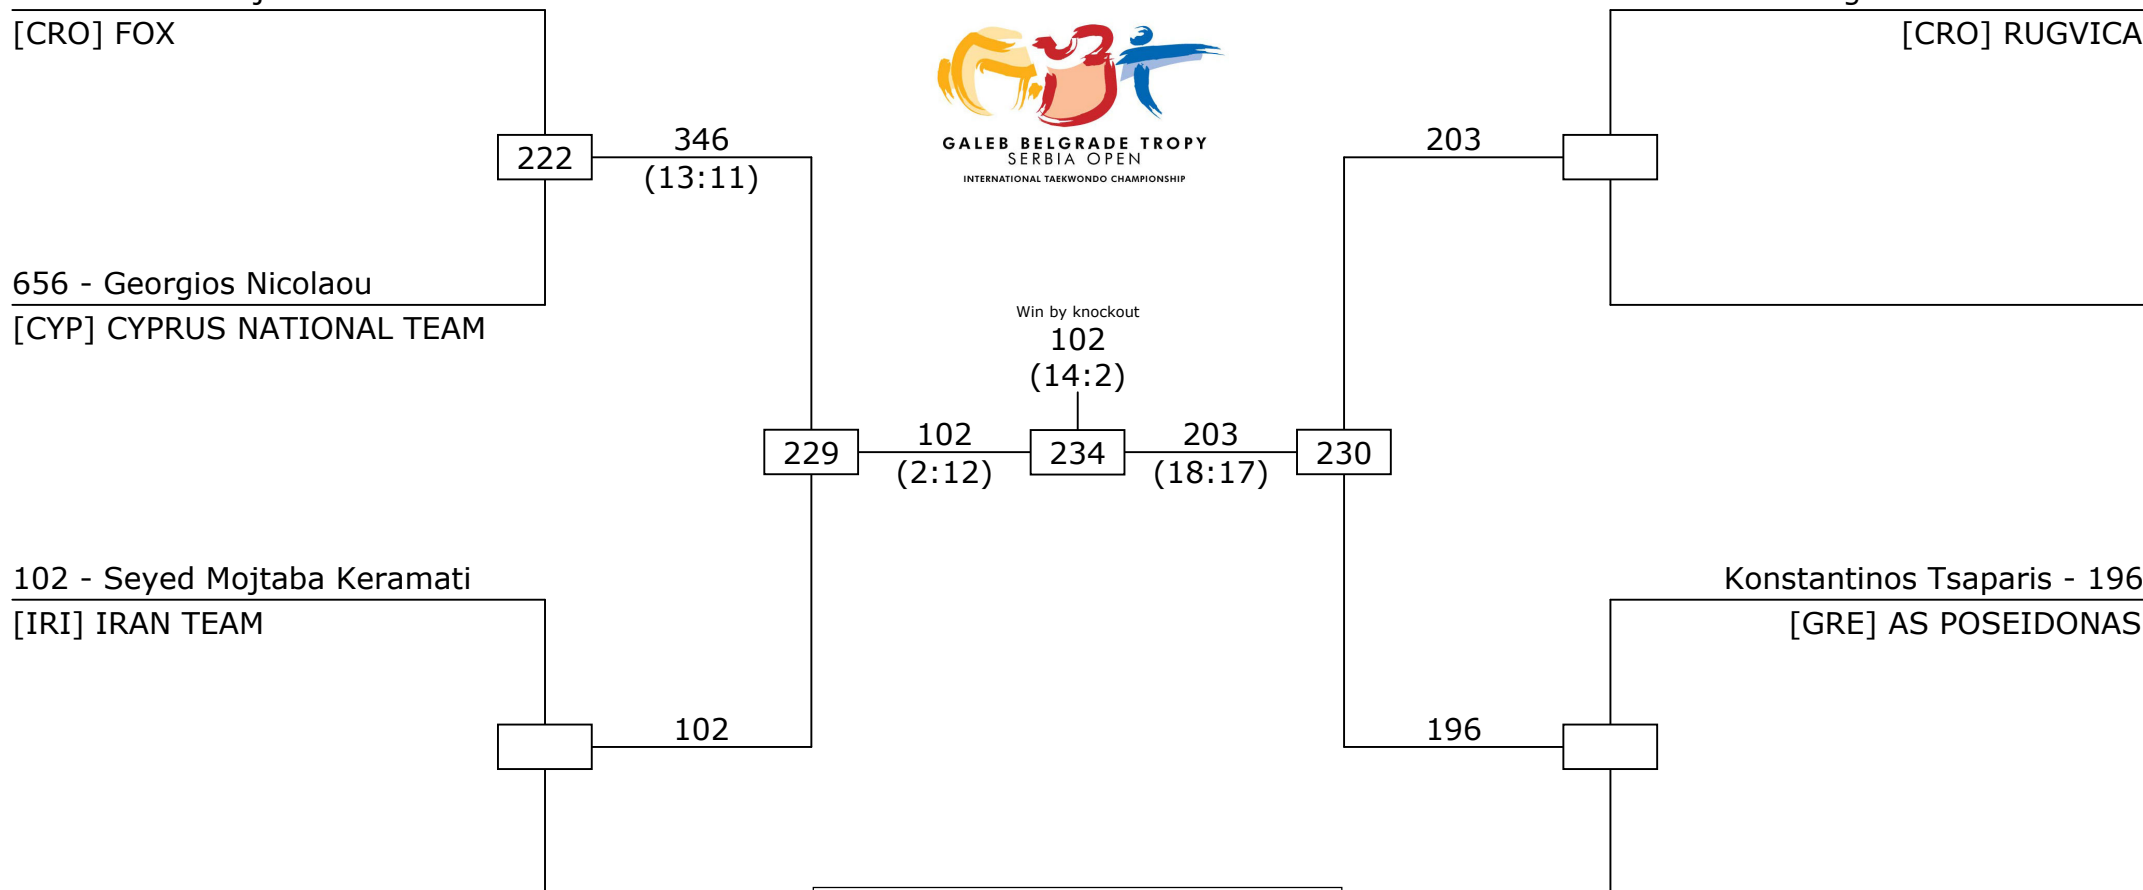 [CRO] FOX
[CRO] RUGVICA
GALEB BELGRADE TROPY
SERBIA OPEN
INTERNATIONAL TAEKWONDO CHAMPIONSHIP
346
222
(13:11)
203
656 - Georgios Nicolaou
[CYP] CYPRUS NATIONAL TEAM
Win by knockout
102
(14:2)
229
102
(2:12)
234
203
(18:17)
230
102 - Seyed Mojtaba Keramati
[IRI] IRAN TEAM
Konstantinos Tsaparis - 196
[GRE] AS POSEIDONAS
102
196